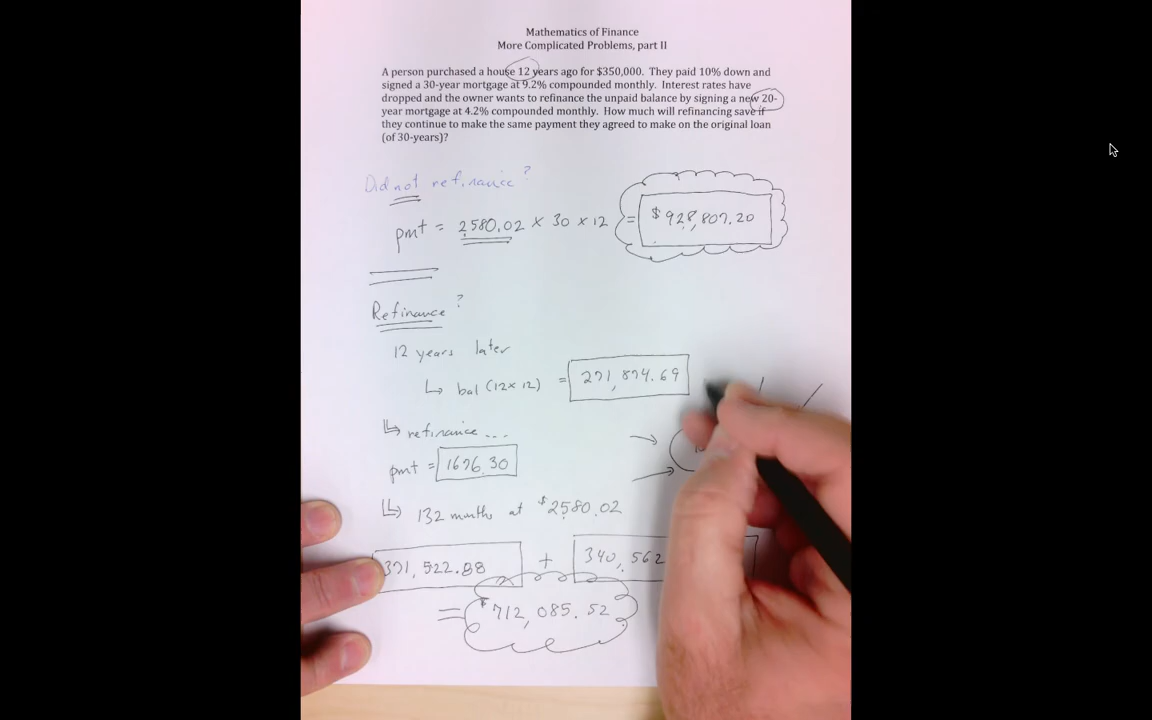 Mathematics of Finance
More Complicated Problems, part II
A person purchased a house 12 years ago for $350,000. They paid 10% down and
signed a 30-year mortgage at 9.2% compounded monthly. Interest rates have
dropped and the owner wants to refinance the unpaid balance by signing a new 20-
year mortgage at 4.2% compounded monthly. How much will refinancing save if
they continue to make the same payment they agreed to make on the original loan
(of 30-years)?
Did not refinance?
pmt = 2580.02 × 30 × 12 = $928,807.20
Refinance?
12 years later
↳ bal (12×12) = 271,874.69
↳ refinance ...
pmt = 1676.30
↳ 132 months at $2580.02
371,522.88 + 340,562
= $712,085.52